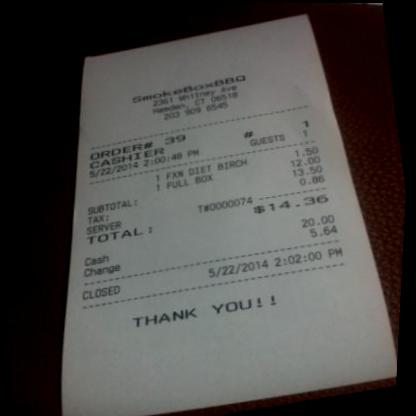 SmokeBoxBBQ
2361 Whitney Ave
Hamden, CT 06518
203 909 6545
ORDER# 39 # 1
CASHIER GUESTS 1
5/22/2014 2:00:48 PM
1 FXN DIET BIRCH 1.50
1 FULL BOX 12.00
SUBTOTAL: 13.50
TAX: 0.86
SERVER T#0000074
TOTAL: $14.36
Cash 20.00
Change 5.64
CLOSED 5/22/2014 2:02:00 PM
THANK YOU!!